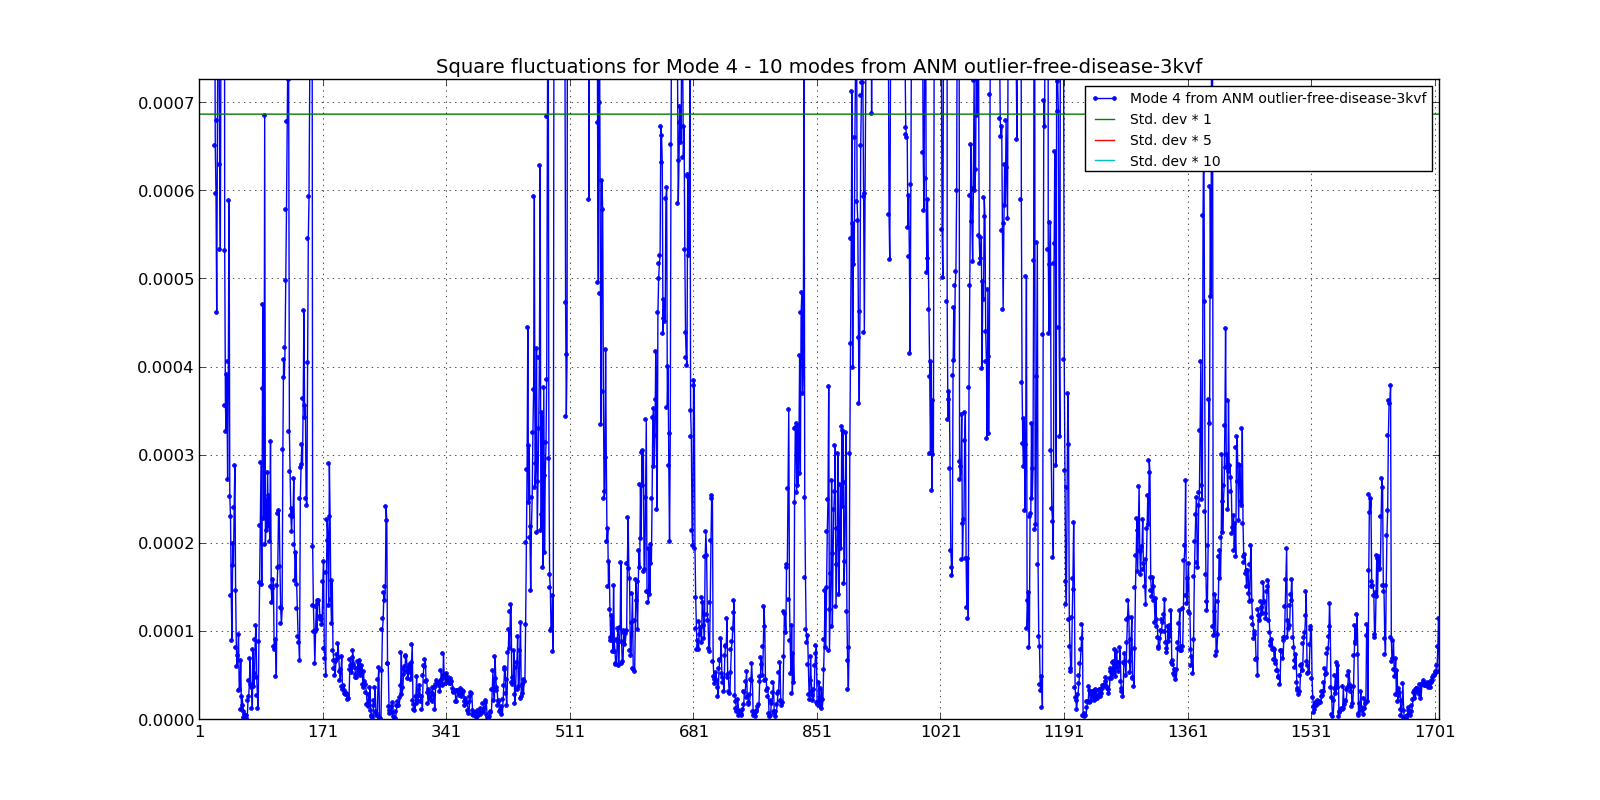 Square fluctuations for Mode 4 - 10 modes from ANM outlier-free-disease-3kvf
Mode 4 from ANM outlier-free-disease-3kvf
Std. dev * 1
Std. dev * 5
Std. dev * 10
0.0007
0.0006
0.0005
0.0004
0.0003
0.0002
0.0001
0.0000
1 171 341 511 681 851 1021 1191 1361 1531 1701